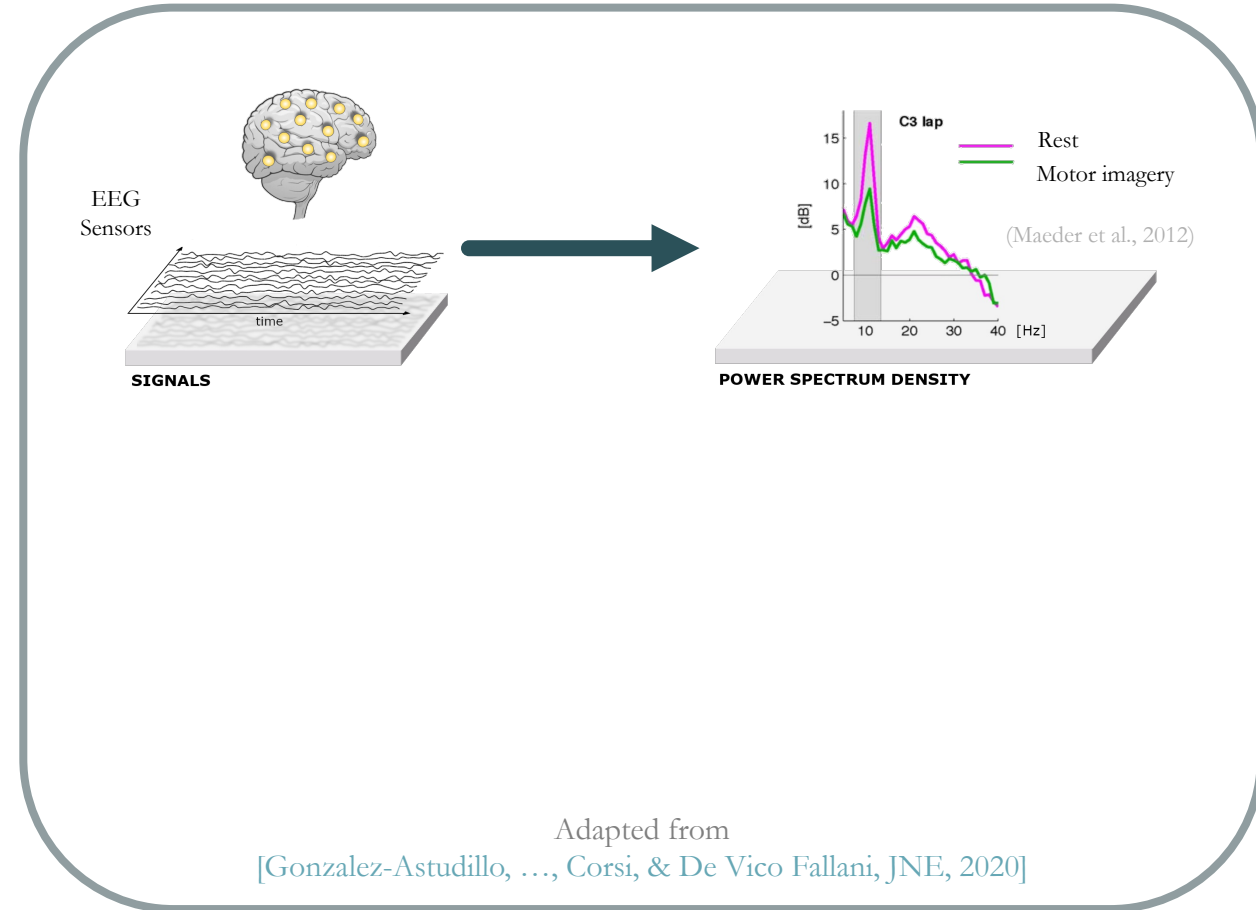 EEG
Sensors
time
SIGNALS
C3 lap
[dB]
15
10
5
0
−5
10 20 30 40 [Hz]
Rest
Motor imagery
(Maeder et al., 2012)
POWER SPECTRUM DENSITY
Adapted from
[Gonzalez-Astudillo, …, Corsi, & De Vico Fallani, JNE, 2020]